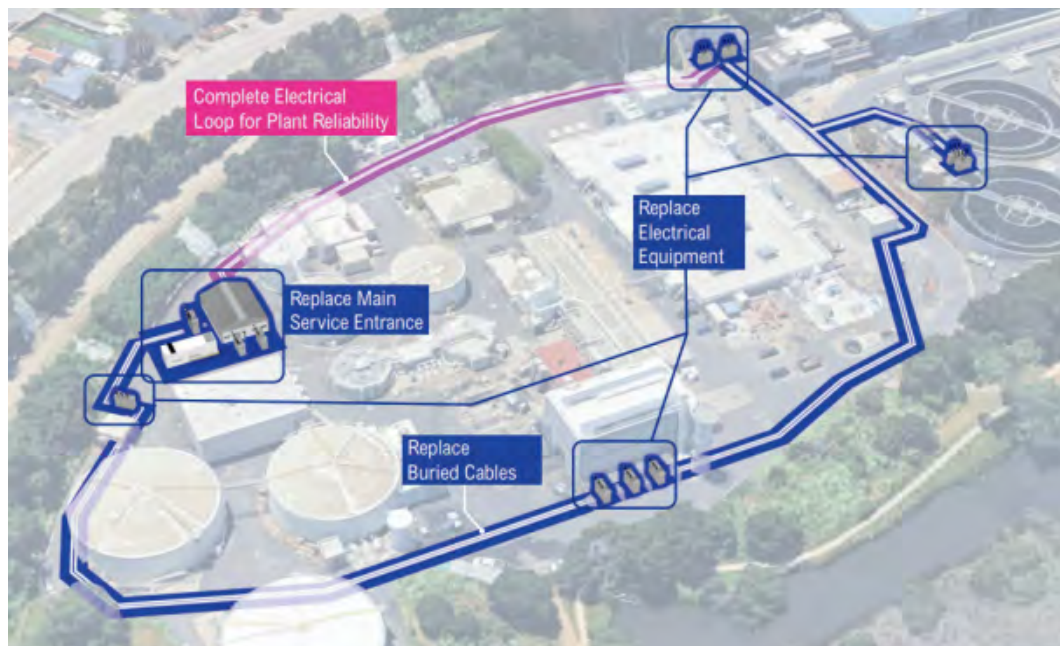 Complete Electrical
Loop for Plant Reliability
Replace
Electrical
Equipment
Replace Main
Service Entrance
Replace
Buried Cables